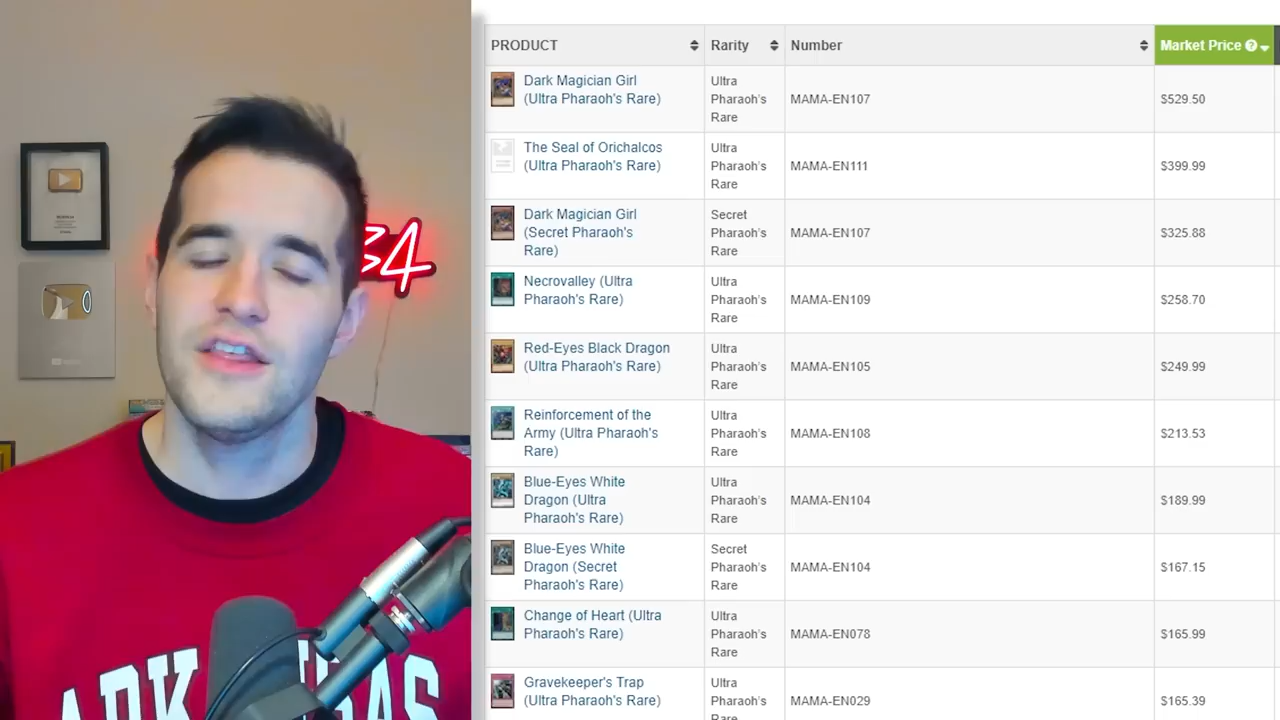 PRODUCT Rarity Number Market Price
Dark Magician Girl
(Ultra Pharaoh's Rare)
Ultra
Pharaoh's
Rare
MAMA-EN107
$529.50
The Seal of Orichalcos
(Ultra Pharaoh's Rare)
Ultra
Pharaoh's
Rare
MAMA-EN111
$399.99
Dark Magician Girl
(Secret Pharaoh's
Rare)
Secret
Pharaoh's
Rare
MAMA-EN107
$325.88
Necrovalley (Ultra
Pharaoh's Rare)
Ultra
Pharaoh's
Rare
MAMA-EN109
$258.70
Red-Eyes Black Dragon
(Ultra Pharaoh's Rare)
Ultra
Pharaoh's
Rare
MAMA-EN105
$249.99
Reinforcement of the
Army (Ultra Pharaoh's
Rare)
Ultra
Pharaoh's
Rare
MAMA-EN108
$213.53
Blue-Eyes White
Dragon (Ultra
Pharaoh's Rare)
Ultra
Pharaoh's
Rare
MAMA-EN104
$189.99
Blue-Eyes White
Dragon (Secret
Pharaoh's Rare)
Secret
Pharaoh's
Rare
MAMA-EN104
$167.15
Change of Heart (Ultra
Pharaoh's Rare)
Ultra
Pharaoh's
Rare
MAMA-EN078
$165.99
Gravekeeper's Trap
(Ultra Pharaoh's Rare)
Ultra
Pharaoh's
Rare
MAMA-EN029
$165.39